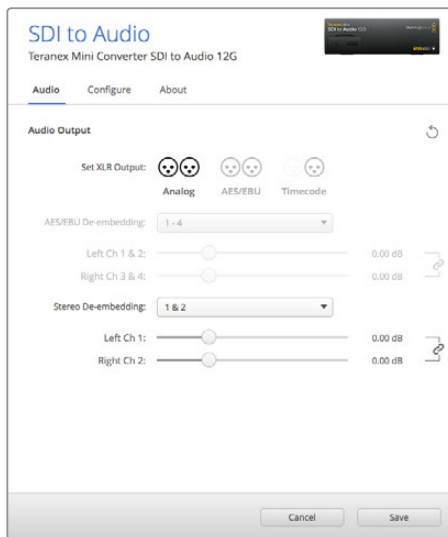 SDI to Audio
Teranex Mini Converter SDI to Audio 12G
Audio Configure About
Audio Output
Set XLR Output:
Analog AES/EBU Timecode
AES/EBU De-embedding: 1 - 4
Left Ch 1 & 2: 0.00 dB
Right Ch 3 & 4: 0.00 dB
Stereo De-embedding: 1 & 2
Left Ch 1: 0.00 dB
Right Ch 2: 0.00 dB
Cancel Save